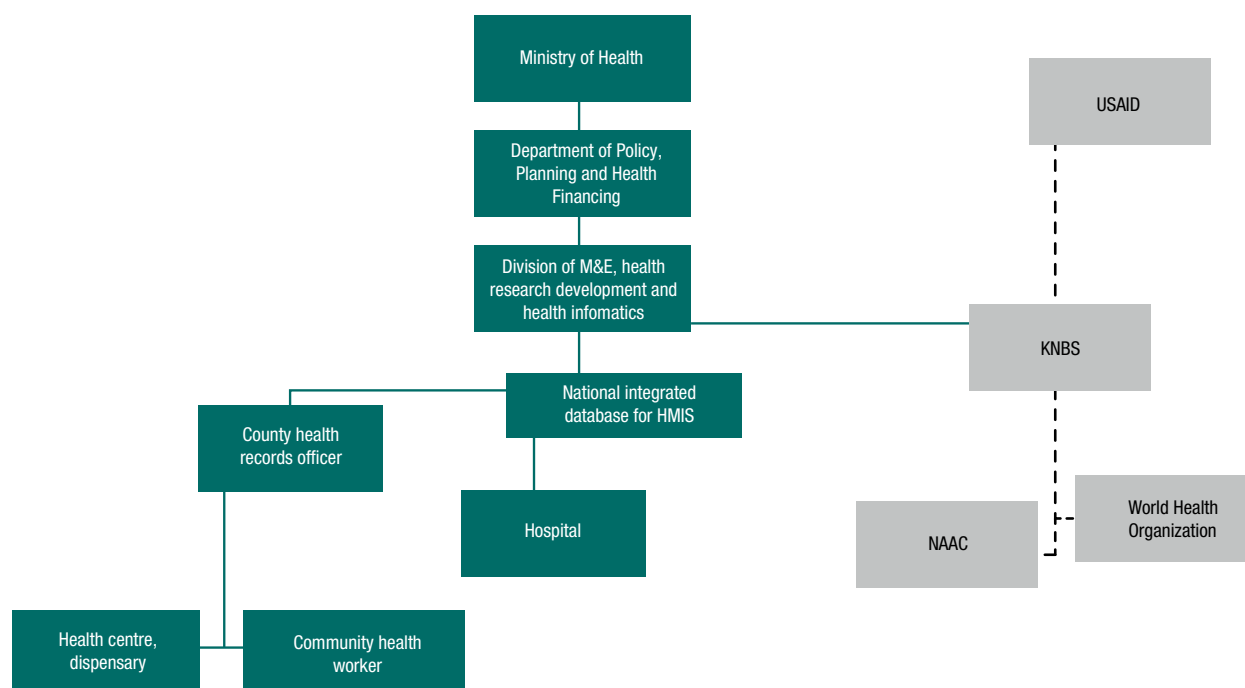 Ministry of Health
USAID
Department of Policy,
Planning and Health
Financing
Division of M&E, health
research development and
health infomatics
KNBS
National integrated
database for HMIS
County health
records officer
Hospital
World Health
Organization
NAAC
Health centre,
dispensary
Community health
worker